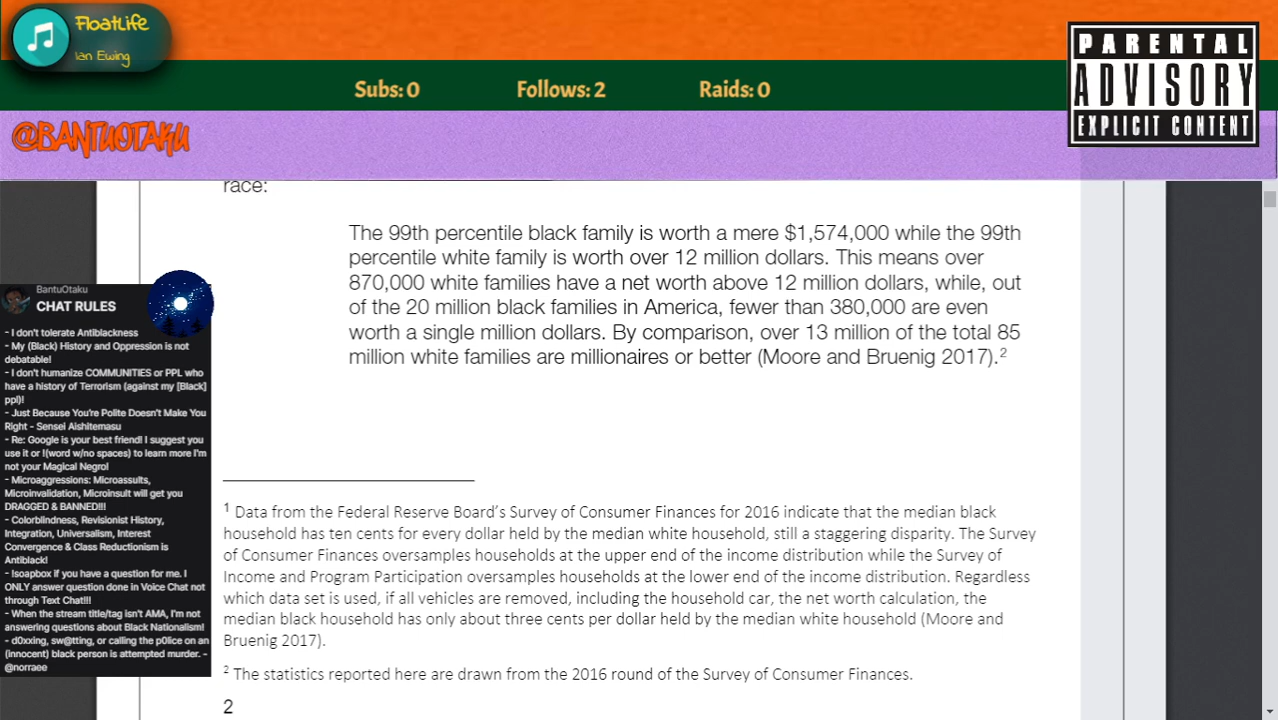 FloatLife
Ian Ewing
Subs: 0
Follows: 2
Raids: 0
PARENTAL
ADVISORY
EXPLICIT CONTENT
@BANTUOTAKU
race:
The 99th percentile black family is worth a mere $1,574,000 while the 99th
percentile white family is worth over 12 million dollars. This means over
870,000 white families have a net worth above 12 million dollars, while, out
of the 20 million black families in America, fewer than 380,000 are even
worth a single million dollars. By comparison, over 13 million of the total 85
million white families are millionaires or better (Moore and Bruenig 2017).2
BantuOtaku
CHAT RULES
- I don't tolerate Antiblackness
- My (Black) History and Oppression is not
debatable!
- I don't humanize COMMUNITIES or PPL who
have a history of Terrorism (against my [Black]
ppl)!
- Just Because You're Polite Doesn't Make You
Right - Sensei Aishitemasu
- Re: Google is your best friend! I suggest you
use it or !(word w/no spaces) to learn more I'm
not your Magical Negro!
- Microaggressions: Microassults,
Microinvalidation, Microinsult will get you
DRAGGED & BANNED!!!
- Colorblindness, Revisionist History,
Integration, Universalism, Interest
Convergence & Class Reductionism is
Antiblack!
- !soapbox if you have a question for me. I
ONLY answer question done in Voice Chat not
through Text Chat!!!
- When the stream title/tag isn't AMA, I'm not
answering questions about Black Nationalism!
- d0xxing, sw@tting, or calling the p0lice on an
(innocent) black person is attempted murder. -
@norraee
1 Data from the Federal Reserve Board's Survey of Consumer Finances for 2016 indicate that the median black
household has ten cents for every dollar held by the median white household, still a staggering disparity. The Survey
of Consumer Finances oversamples households at the upper end of the income distribution while the Survey of
Income and Program Participation oversamples households at the lower end of the income distribution. Regardless
which data set is used, if all vehicles are removed, including the household car, the net worth calculation, the
median black household has only about three cents per dollar held by the median white household (Moore and
Bruenig 2017).
2 The statistics reported here are drawn from the 2016 round of the Survey of Consumer Finances.
2